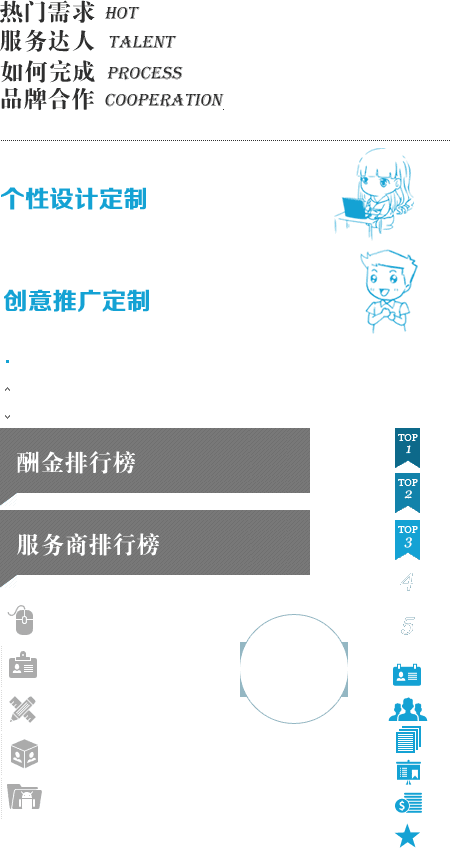 热门需求 HOT
服务达人 TALENT
如何完成 PROCESS
品牌合作 COOPERATION
个性设计定制
创意推广定制
酬金排行榜
服务商排行榜
TOP
1
TOP
2
TOP
3
4
5
$